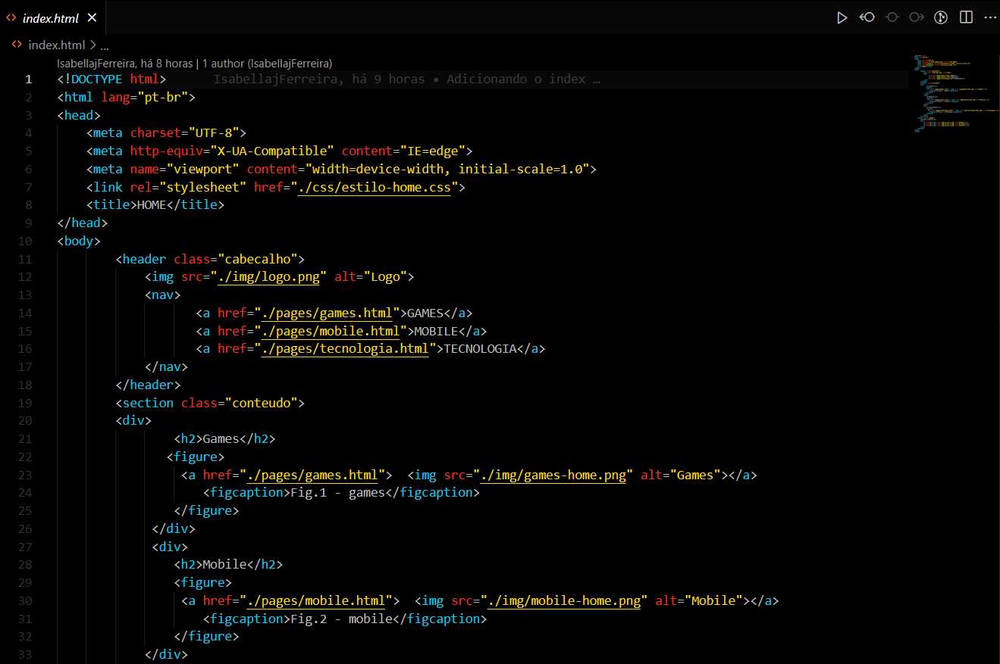 index.html
index.html > ...
IsabellajFerreira, há 8 horas | 1 author (IsabellajFerreira)
1 <!DOCTYPE html> IsabellajFerreira, há 9 horas • Adicionando o index …
2 <html lang="pt-br">
3 <head>
4 <meta charset="UTF-8">
5 <meta http-equiv="X-UA-Compatible" content="IE=edge">
6 <meta name="viewport" content="width=device-width, initial-scale=1.0">
7 <link rel="stylesheet" href="./css/estilo-home.css">
8 <title>HOME</title>
9 </head>
10 <body>
11 <header class="cabecalho">
12 <img src="./img/logo.png" alt="Logo">
13 <nav>
14 <a href="./pages/games.html">GAMES</a>
15 <a href="./pages/mobile.html">MOBILE</a>
16 <a href="./pages/tecnologia.html">TECNOLOGIA</a>
17 </nav>
18 </header>
19 <section class="conteudo">
20 <div>
21 <h2>Games</h2>
22 <figure>
23 <a href="./pages/games.html"> <img src="./img/games-home.png" alt="Games"></a>
24 <figcaption>Fig.1 - games</figcaption>
25 </figure>
26 </div>
27 <div>
28 <h2>Mobile</h2>
29 <figure>
30 <a href="./pages/mobile.html"> <img src="./img/mobile-home.png" alt="Mobile"></a>
31 <figcaption>Fig.2 - mobile</figcaption>
32 </figure>
33 </div>